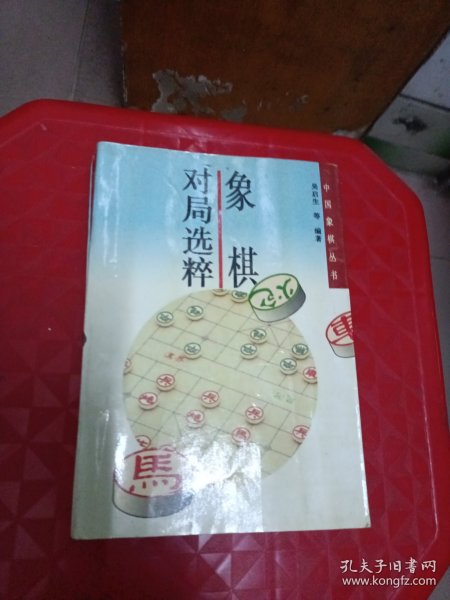 中国象棋丛书
吴启生 等 编著
象棋
对局选粹
馬
孔夫子旧书网
www.kongfz.com